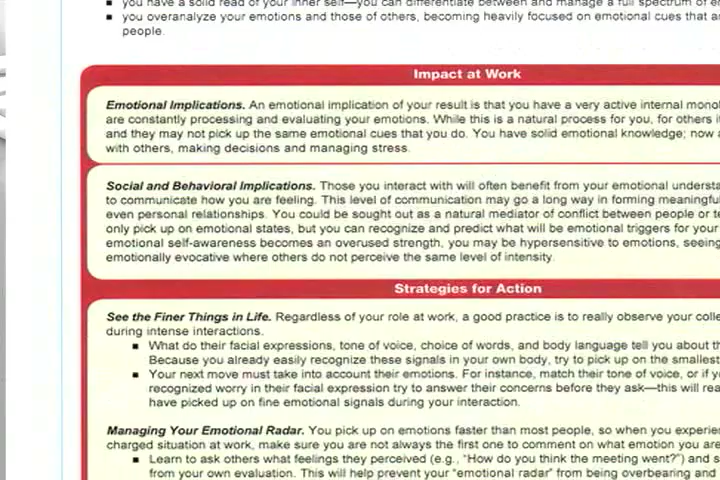 you have a solid read of your inner self—you can differentiate between and manage a full spectrum of
you overanalyze your emotions and those of others, becoming heavily focused on emotional cues that
people.
Impact at Work
Emotional Implications. An emotional implication of your result is that you have a very active internal
are constantly processing and evaluating your emotions. While this is a natural process for you, for others
and they may not pick up the same emotional cues that you do. You have solid emotional knowledge; now
with others, making decisions and managing stress.
Social and Behavioral Implications. Those you interact with will often benefit from your emotional
to communicate how you are feeling. This level of communication may go a long way in forming
even personal relationships. You could be sought out as a natural mediator of conflict between people or
only pick up on emotional states, but you can recognize and predict what will be emotional triggers for your
emotional self-awareness becomes an overused strength, you may be hypersensitive to emotions, seeing
emotionally evocative where others do not perceive the same level of intensity.
Strategies for Action
See the Finer Things in Life. Regardless of your role at work, a good practice is to really observe your
during intense interactions.
■ What do their facial expressions, tone of voice, choice of words, and body language tell you about
Because you already easily recognize these signals in your own body, try to pick up on the smallest
■ Your next move must take into account their emotions. For instance, match their tone of voice, or if
recognized worry in their facial expression try to answer their concerns before they ask—this will
have picked up on fine emotional signals during your interaction.
Managing Your Emotional Radar. You pick up on emotions faster than most people, so when you
charged situation at work, make sure you are not always the first one to comment on what emotion you
■ Learn to ask others what feelings they perceived (e.g., "How do you think the meeting went?") and
from your own evaluation. This will help prevent your "emotional radar" from being overbearing and